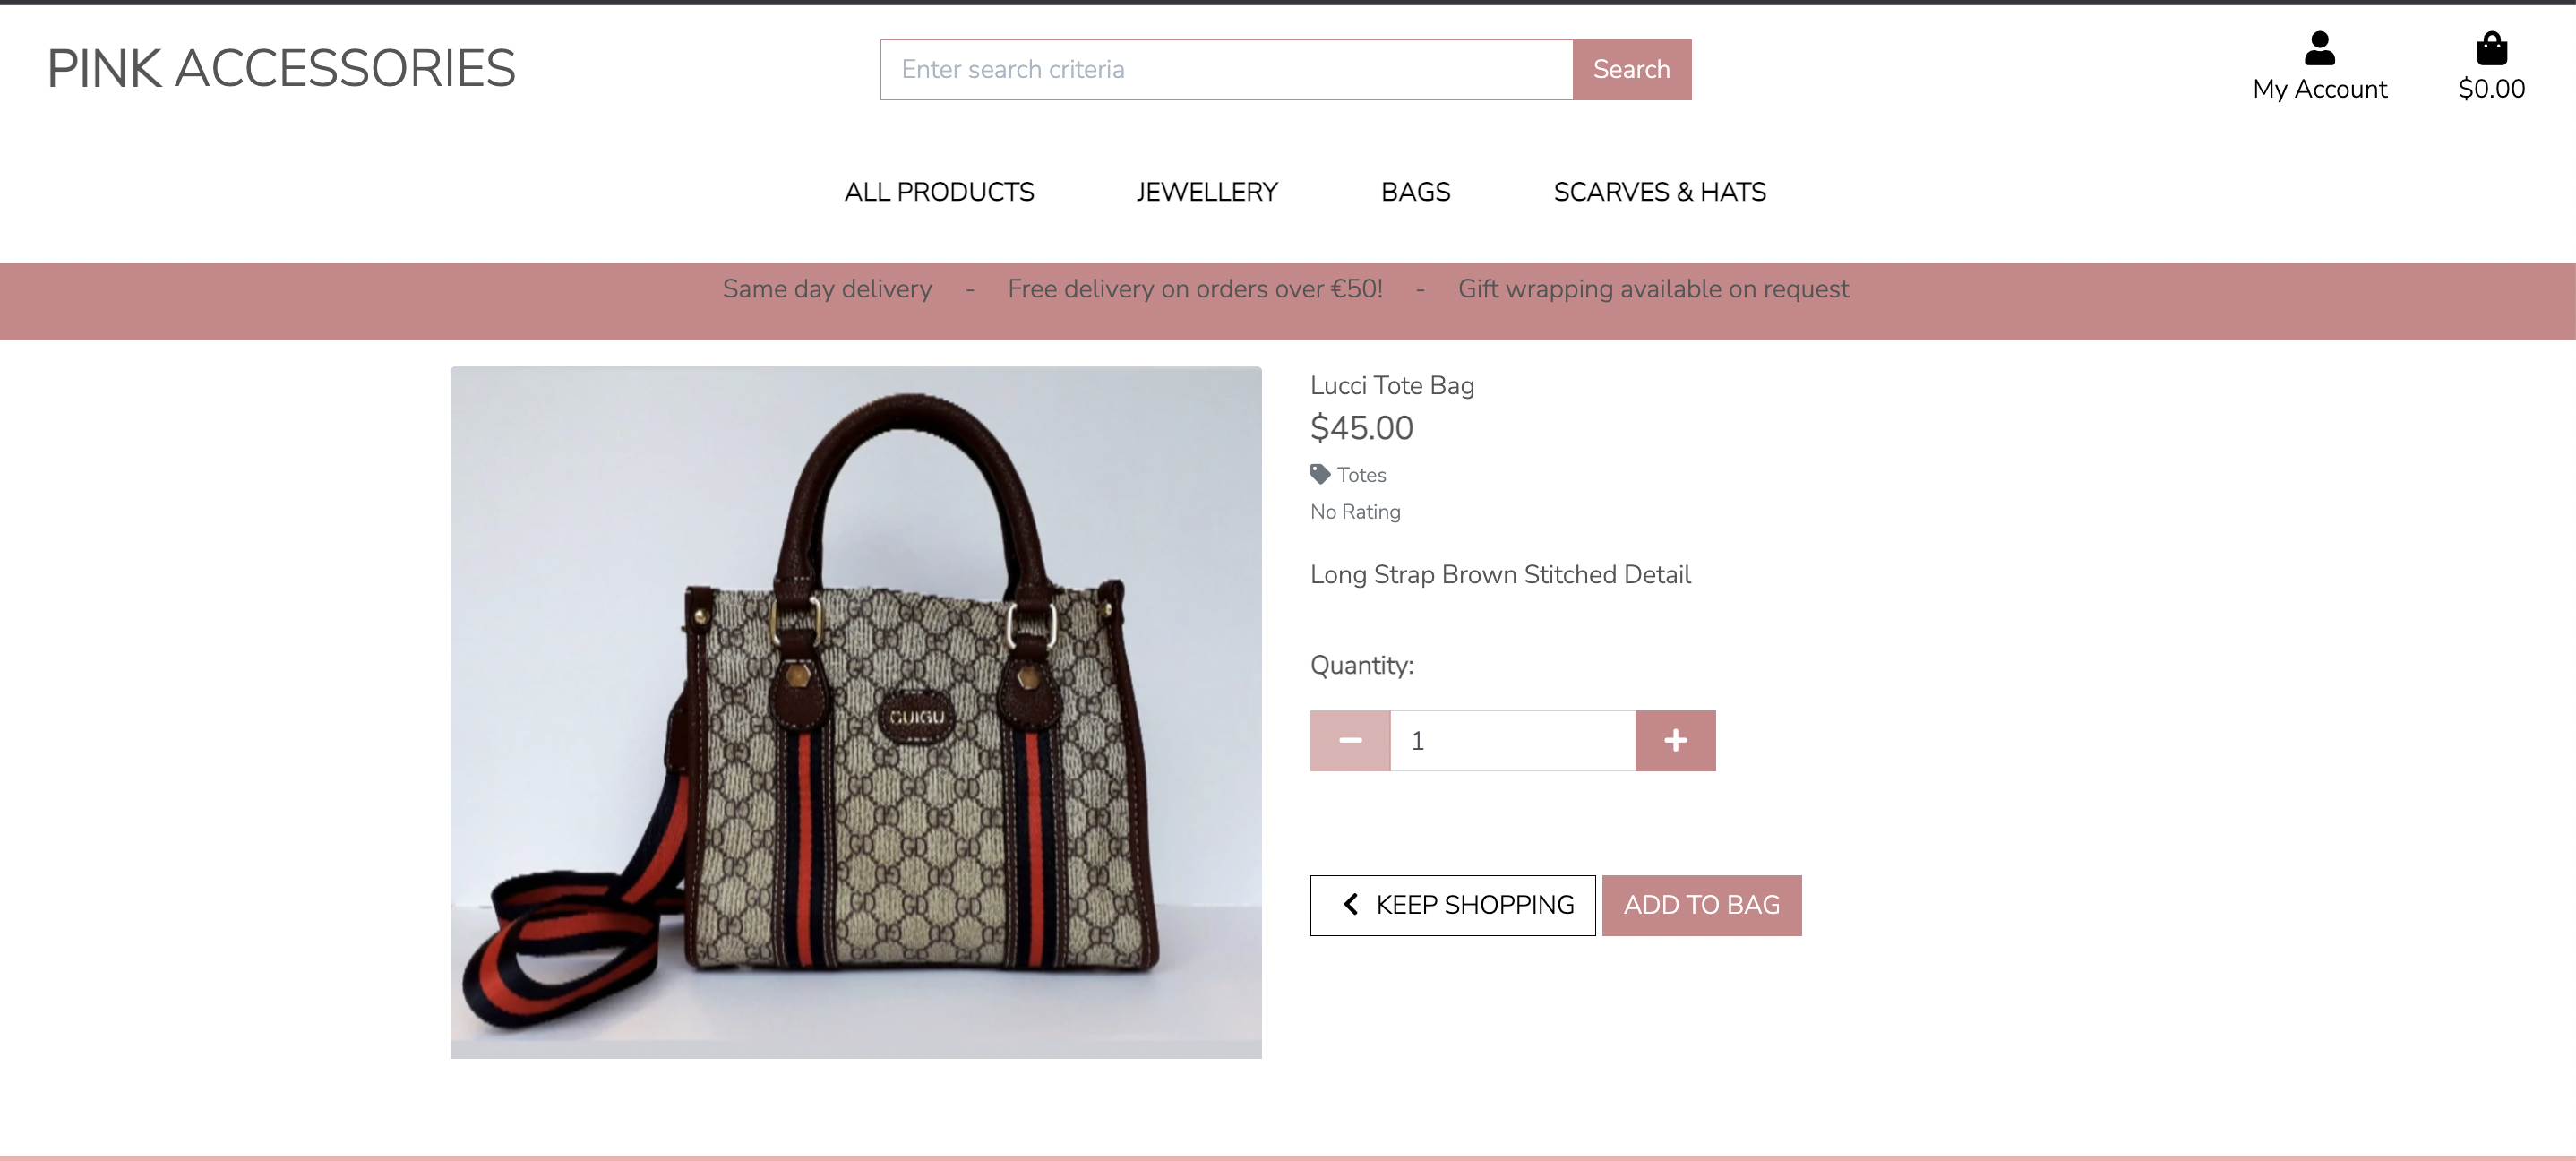 PINK ACCESSORIES
Enter search criteria
Search
My Account
$0.00
ALL PRODUCTS JEWELLERY BAGS SCARVES & HATS
Same day delivery - Free delivery on orders over €50! - Gift wrapping available on request
Lucci Tote Bag
$45.00
Totes
No Rating
Long Strap Brown Stitched Detail
GUIGU
Quantity:
1
KEEP SHOPPING
ADD TO BAG